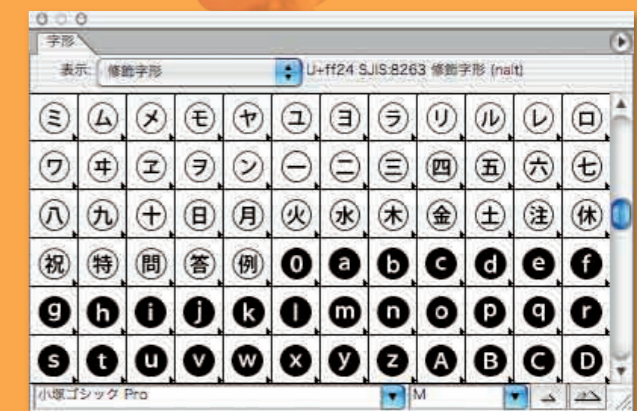 字形
表示: 修飾字形 U+ff24 SJIS:8263 修飾字形 (nalt)
㋯ ㋰ ㋱ ㋲ ㋳ ㋴ ㋵ ㋶ ㋷ ㋸ ㋹ ㋺
㋻ ㋼ ㋽ ㋾ ン ㊀ ㊁ ㊂ ㊃ ㊄ ㊅ ㊆
㊇ ㊈ ㊉ ㊐ ㊊ ㊋ ㊌ ㊍ ㊎ ㊏ ㊟ ㊡
㊗ ㊕ 問 答 例 0 a b c d e f
g h i j k l m n o p q r
s t u v w x y z A B C D
小塚ゴシック Pro M